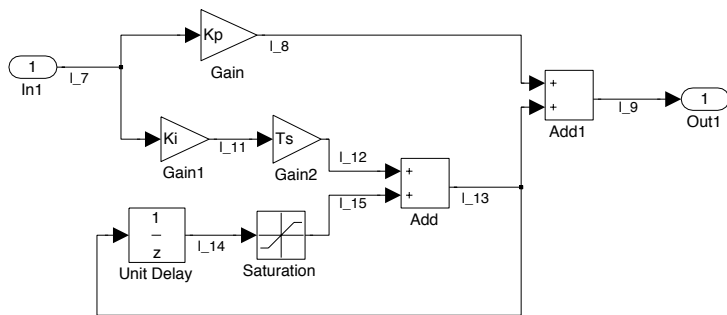 Kp
l_8
Gain
1
In1
l_7
+
+
l_9
1
Out1
Add1
Ki
l_11
Gain1
Ts
l_12
Gain2
+
+
l_13
Add
l_15
1
z
l_14
Unit Delay
Saturation